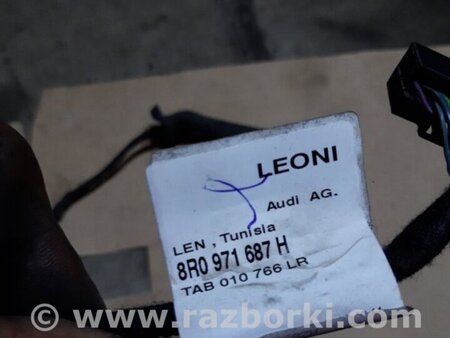 LEONI
Audi AG.
LEN , Tunisia
8R0 971 687 H
TAB 010 766 LR
© www.razborki.com ®